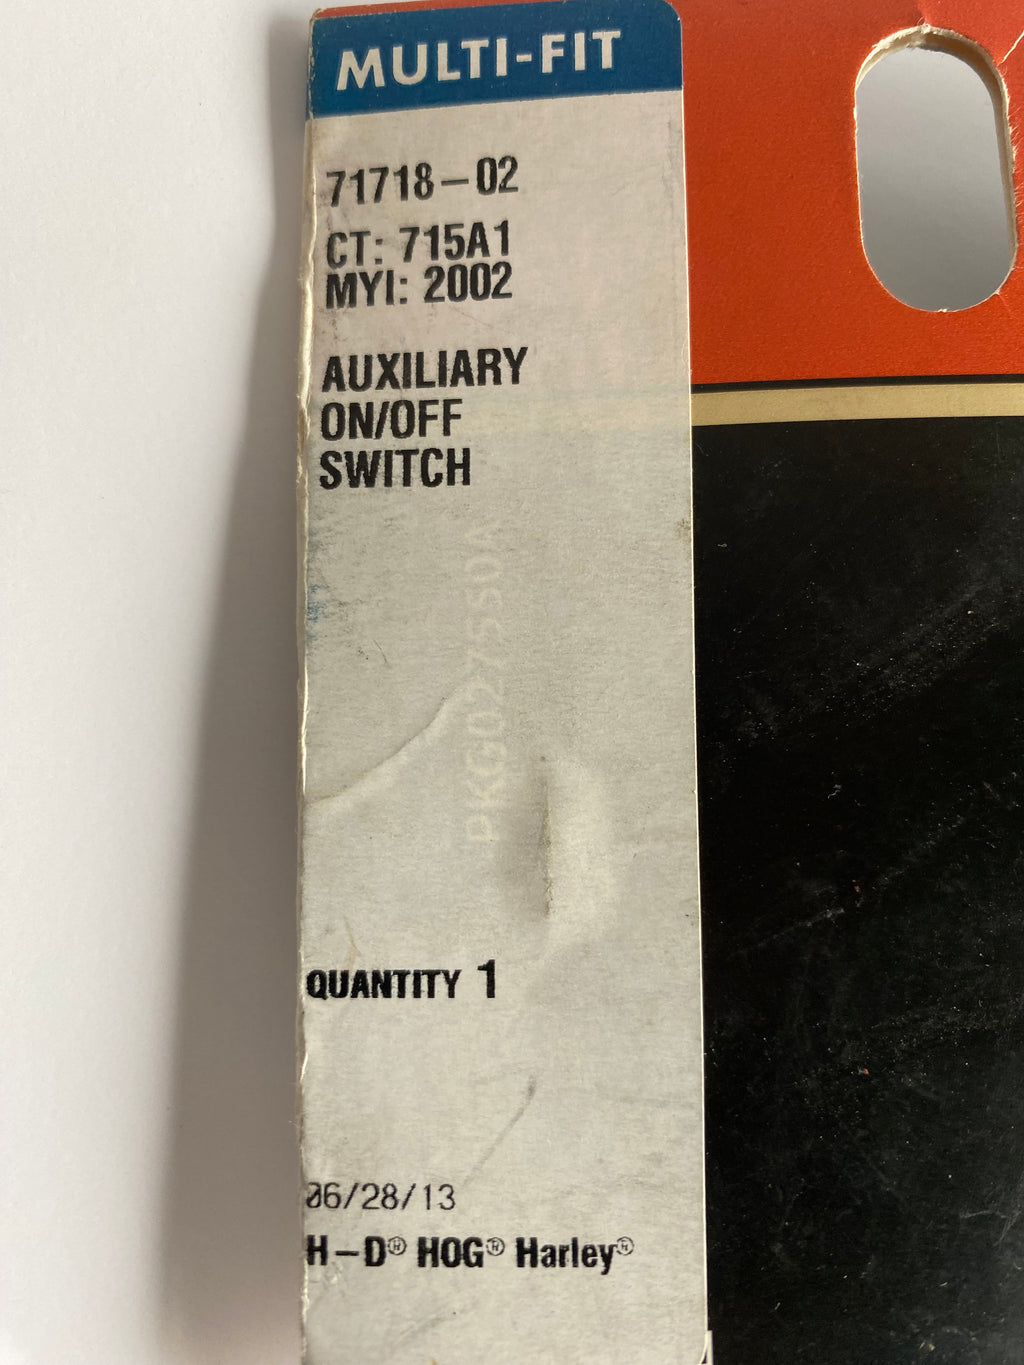 MULTI-FIT
71718-02
CT: 715A1
MYI: 2002
AUXILIARY
ON/OFF
SWITCH
PKG027550A
QUANTITY 1
06/28/13
H-D® HOG® Harley®